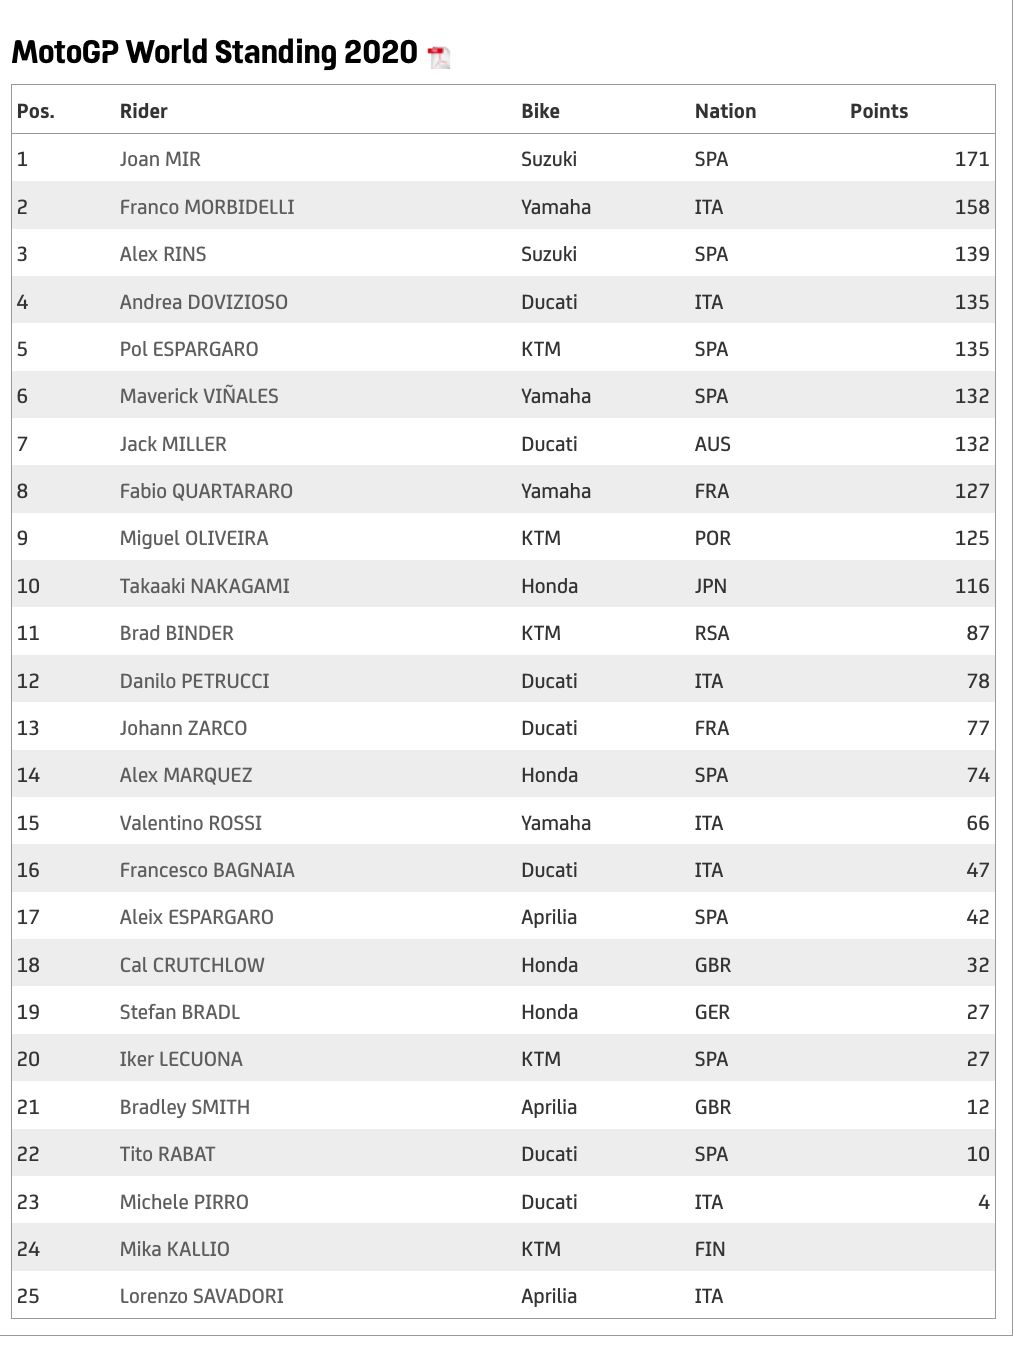 MotoGP World Standing 2020
Pos. Rider Bike Nation Points
1 Joan MIR Suzuki SPA 171
2 Franco MORBIDELLI Yamaha ITA 158
3 Alex RINS Suzuki SPA 139
4 Andrea DOVIZIOSO Ducati ITA 135
5 Pol ESPARGARO KTM SPA 135
6 Maverick VIÑALES Yamaha SPA 132
7 Jack MILLER Ducati AUS 132
8 Fabio QUARTARARO Yamaha FRA 127
9 Miguel OLIVEIRA KTM POR 125
10 Takaaki NAKAGAMI Honda JPN 116
11 Brad BINDER KTM RSA 87
12 Danilo PETRUCCI Ducati ITA 78
13 Johann ZARCO Ducati FRA 77
14 Alex MARQUEZ Honda SPA 74
15 Valentino ROSSI Yamaha ITA 66
16 Francesco BAGNAIA Ducati ITA 47
17 Aleix ESPARGARO Aprilia SPA 42
18 Cal CRUTCHLOW Honda GBR 32
19 Stefan BRADL Honda GER 27
20 Iker LECUONA KTM SPA 27
21 Bradley SMITH Aprilia GBR 12
22 Tito RABAT Ducati SPA 10
23 Michele PIRRO Ducati ITA 4
24 Mika KALLIO KTM FIN
25 Lorenzo SAVADORI Aprilia ITA